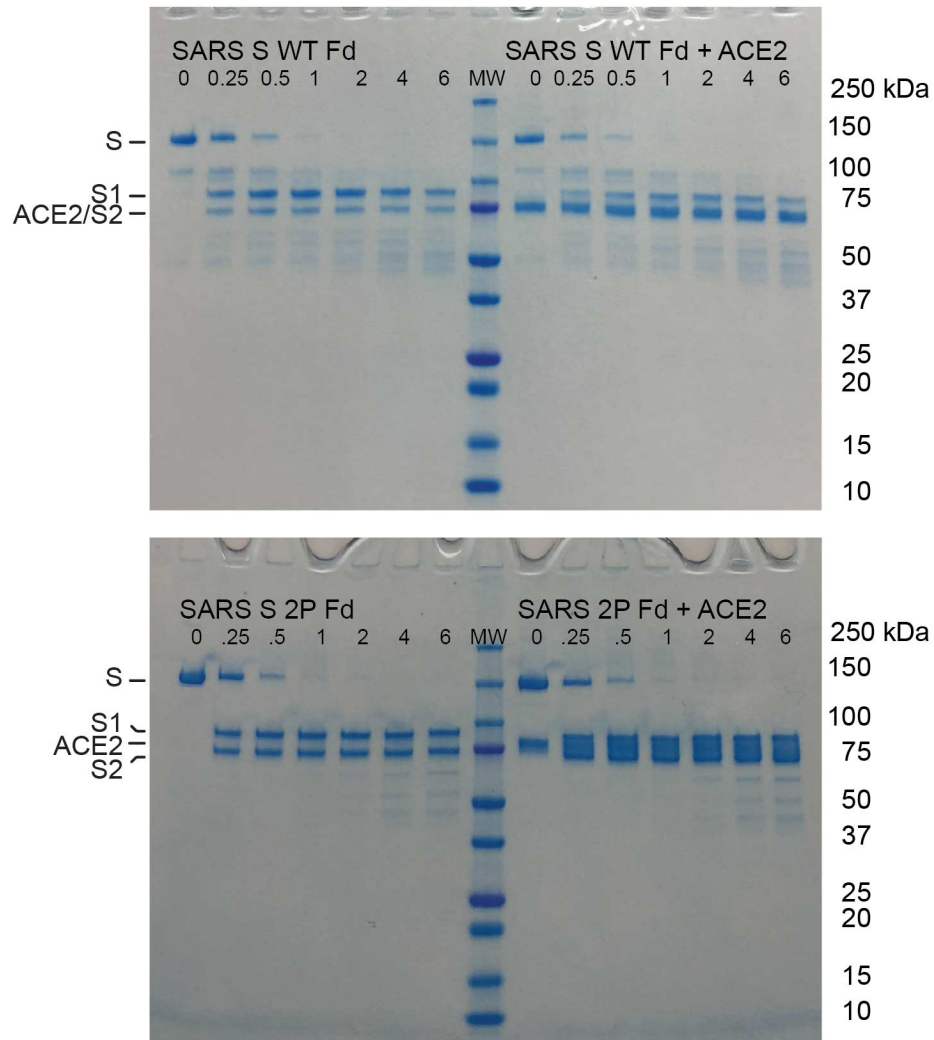 SARS S WT Fd SARS S WT Fd + ACE2
0 0.25 0.5 1 2 4 6 MW 0 0.25 0.5 1 2 4 6
250 kDa
S
150
100
S1
75
ACE2/S2
50
37
25
20
15
10
SARS S 2P Fd SARS 2P Fd + ACE2
0 .25 .5 1 2 4 6 MW 0 .25 .5 1 2 4 6
250 kDa
S
150
S1
100
ACE2
75
S2
50
37
25
20
15
10